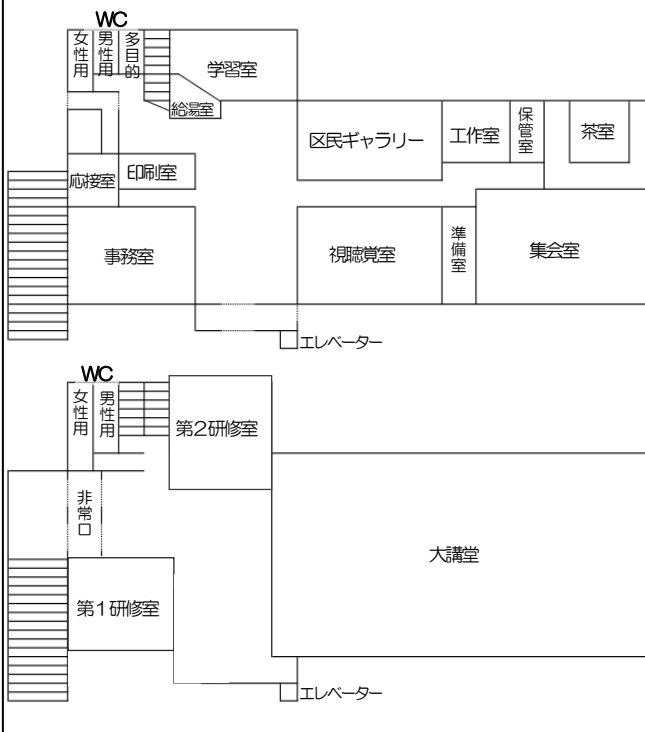 WC
女性用
男性用
多目的
学習室
給湯室
区民ギャラリー
工作室
保管室
茶室
応接室
印刷室
事務室
視聴覚室
準備室
集会室
エレベーター
WC
女性用
男性用
第2研修室
非常口
大講堂
第1研修室
エレベーター